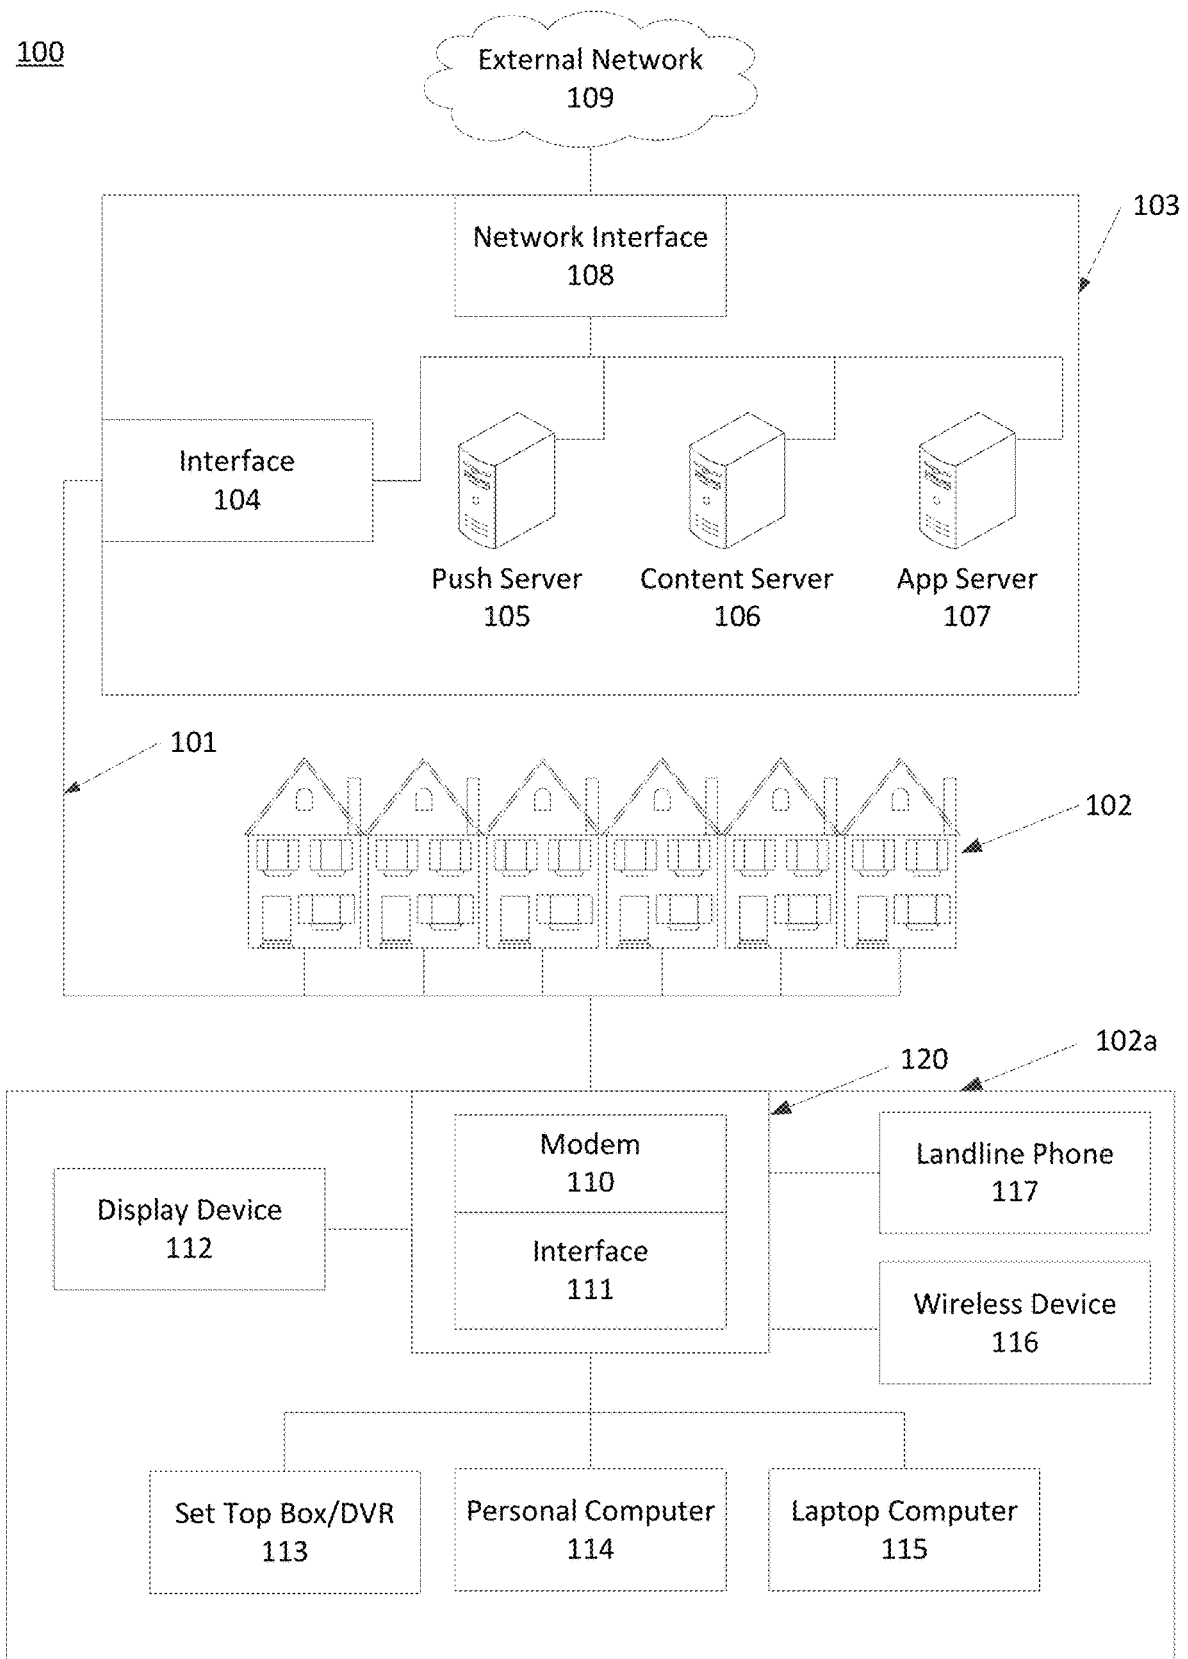 100
External Network
109
103
Network Interface
108
Interface
104
Push Server
105
Content Server
106
App Server
107
101
102
102a
120
Modem
110
Landline Phone
117
Display Device
112
Interface
111
Wireless Device
116
Set Top Box/DVR
113
Personal Computer
114
Laptop Computer
115